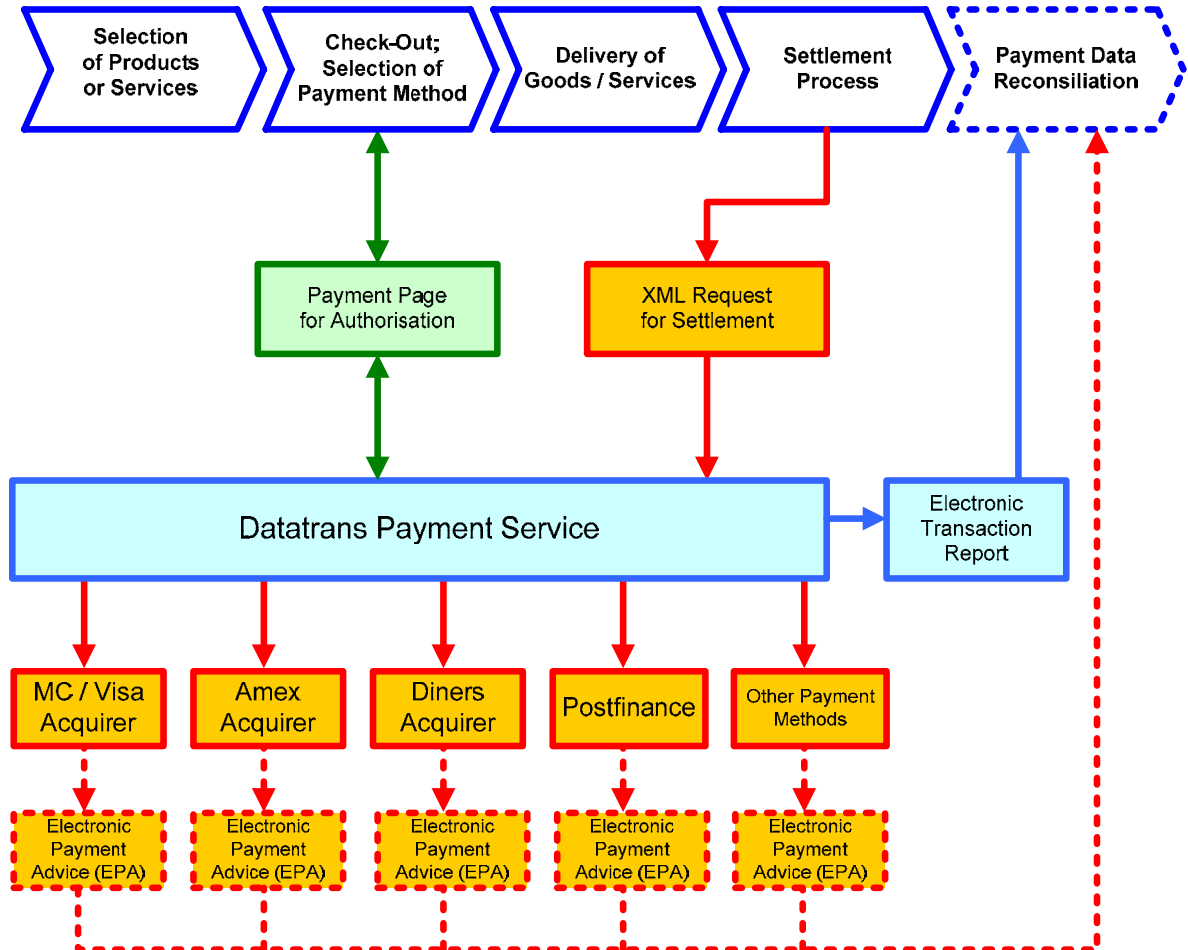 Selection
of Products
or Services
Check-Out;
Selection of
Payment Method
Delivery of
Goods / Services
Settlement
Process
Payment Data
Reconsiliation
Payment Page
for Authorisation
XML Request
for Settlement
Datatrans Payment Service
Electronic
Transaction
Report
MC / Visa
Acquirer
Amex
Acquirer
Diners
Acquirer
Postfinance
Other Payment
Methods
Electronic
Payment
Advice (EPA)
Electronic
Payment
Advice (EPA)
Electronic
Payment
Advice (EPA)
Electronic
Payment
Advice (EPA)
Electronic
Payment
Advice (EPA)